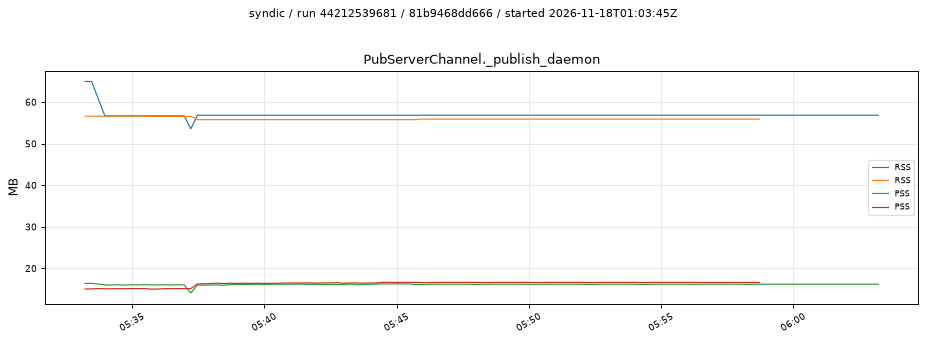 syndic / run 44212539681 / 81b9468dd666 / started 2026-11-18T01:03:45Z
PubServerChannel._publish_daemon
MB
60
50
40
30
20
RSS
RSS
PSS
PSS
05:35
05:40
05:45
05:50
05:55
06:00